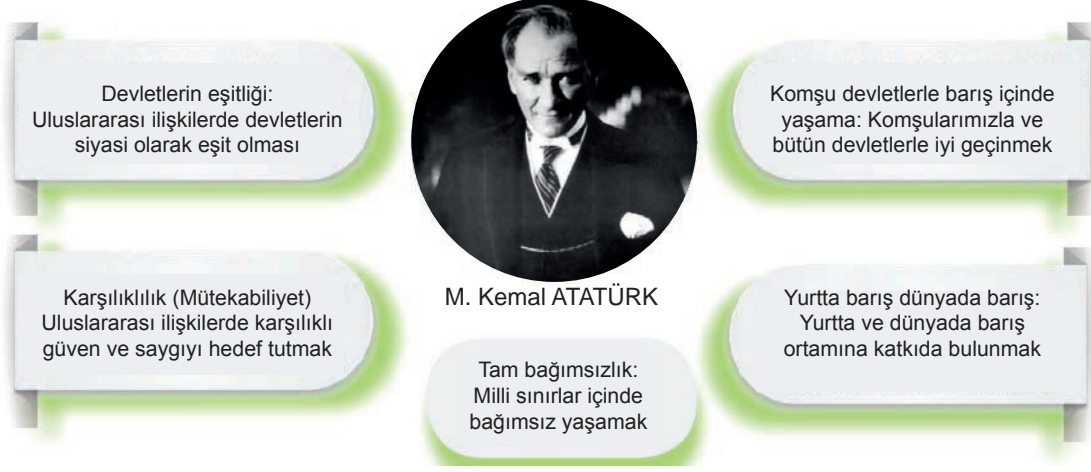 Devletlerin eşitliği:
Uluslararası ilişkilerde devletlerin
siyasi olarak eşit olması
Komşu devletlerle barış içinde
yaşama: Komşularımızla ve
bütün devletlerle iyi geçinmek
Karşılıklılık (Mütekabiliyet)
Uluslararası ilişkilerde karşılıklı
güven ve saygıyı hedef tutmak
M. Kemal ATATÜRK
Yurtta barış dünyada barış:
Yurtta ve dünyada barış
ortamına katkıda bulunmak
Tam bağımsızlık:
Milli sınırlar içinde
bağımsız yaşamak